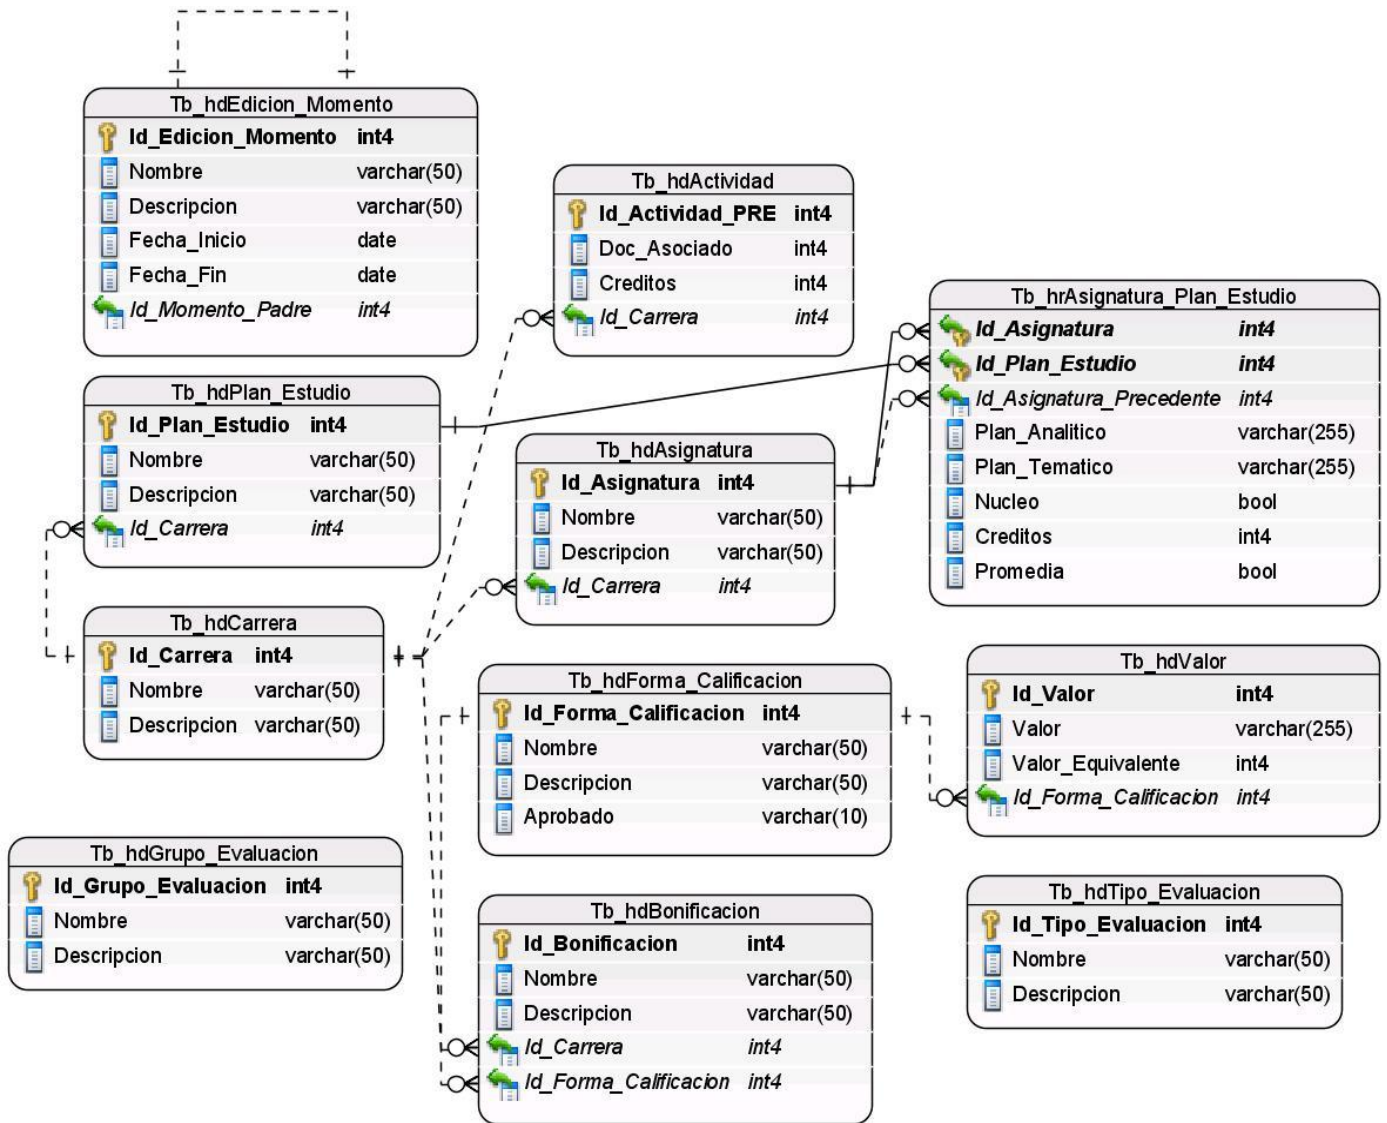 Tb_hdEdicion_Momento
Id_Edicion_Momento int4
Nombre varchar(50)
Descripcion varchar(50)
Fecha_Inicio date
Fecha_Fin date
Id_Momento_Padre int4
Tb_hdActividad
Id_Actividad_PRE int4
Doc_Asociado int4
Creditos int4
Id_Carrera int4
Tb_hrAsignatura_Plan_Estudio
Id_Asignatura int4
Id_Plan_Estudio int4
Id_Asignatura_Precedente int4
Plan_Analitico varchar(255)
Plan_Tematico varchar(255)
Nucleo bool
Creditos int4
Promedia bool
Tb_hdPlan_Estudio
Id_Plan_Estudio int4
Nombre varchar(50)
Descripcion varchar(50)
Id_Carrera int4
Tb_hdAsignatura
Id_Asignatura int4
Nombre varchar(50)
Descripcion varchar(50)
Id_Carrera int4
Tb_hdCarrera
Id_Carrera int4
Nombre varchar(50)
Descripcion varchar(50)
Tb_hdForma_Calificacion
Id_Forma_Calificacion int4
Nombre varchar(50)
Descripcion varchar(50)
Aprobado varchar(10)
Tb_hdValor
Id_Valor int4
Valor varchar(255)
Valor_Equivalente int4
Id_Forma_Calificacion int4
Tb_hdGrupo_Evaluacion
Id_Grupo_Evaluacion int4
Nombre varchar(50)
Descripcion varchar(50)
Tb_hdBonificacion
Id_Bonificacion int4
Nombre varchar(50)
Descripcion varchar(50)
Id_Carrera int4
Id_Forma_Calificacion int4
Tb_hdTipo_Evaluacion
Id_Tipo_Evaluacion int4
Nombre varchar(50)
Descripcion varchar(50)